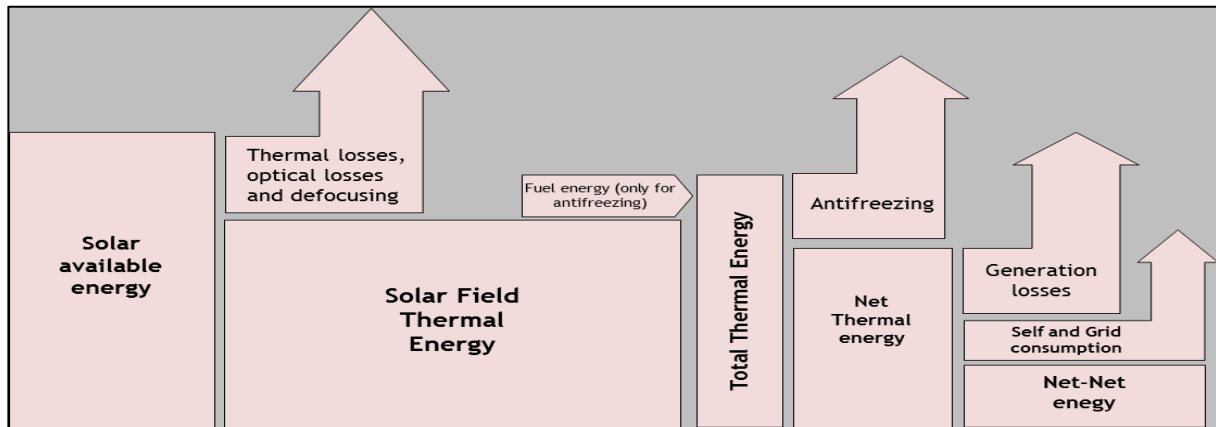 Solar
available
energy
Thermal losses,
optical losses
and defocusing
Solar Field
Thermal
Energy
Fuel energy (only for
antifreezing)
Total Thermal Energy
Antifreezing
Net
Thermal
energy
Generation
losses
Self and Grid
consumption
Net-Net
enegy